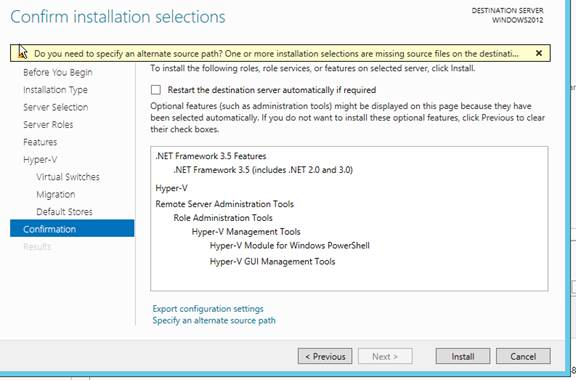 Confirm installation selections
DESTINATION SERVER
WINDOWS2012
Do you need to specify an alternate source path? One or more installation selections are missing source files on the destinati...
Before You Begin
Installation Type
Server Selection
Server Roles
Features
Hyper-V
Virtual Switches
Migration
Default Stores
Confirmation
Results
To install the following roles, role services, or features on selected server, click Install.
Restart the destination server automatically if required
Optional features (such as administration tools) might be displayed on this page because they have
been selected automatically. If you do not want to install these optional features, click Previous to clear
their check boxes.
.NET Framework 3.5 Features
.NET Framework 3.5 (includes .NET 2.0 and 3.0)
Hyper-V
Remote Server Administration Tools
Role Administration Tools
Hyper-V Management Tools
Hyper-V Module for Windows PowerShell
Hyper-V GUI Management Tools
Export configuration settings
Specify an alternate source path
< Previous
Next >
Install
Cancel